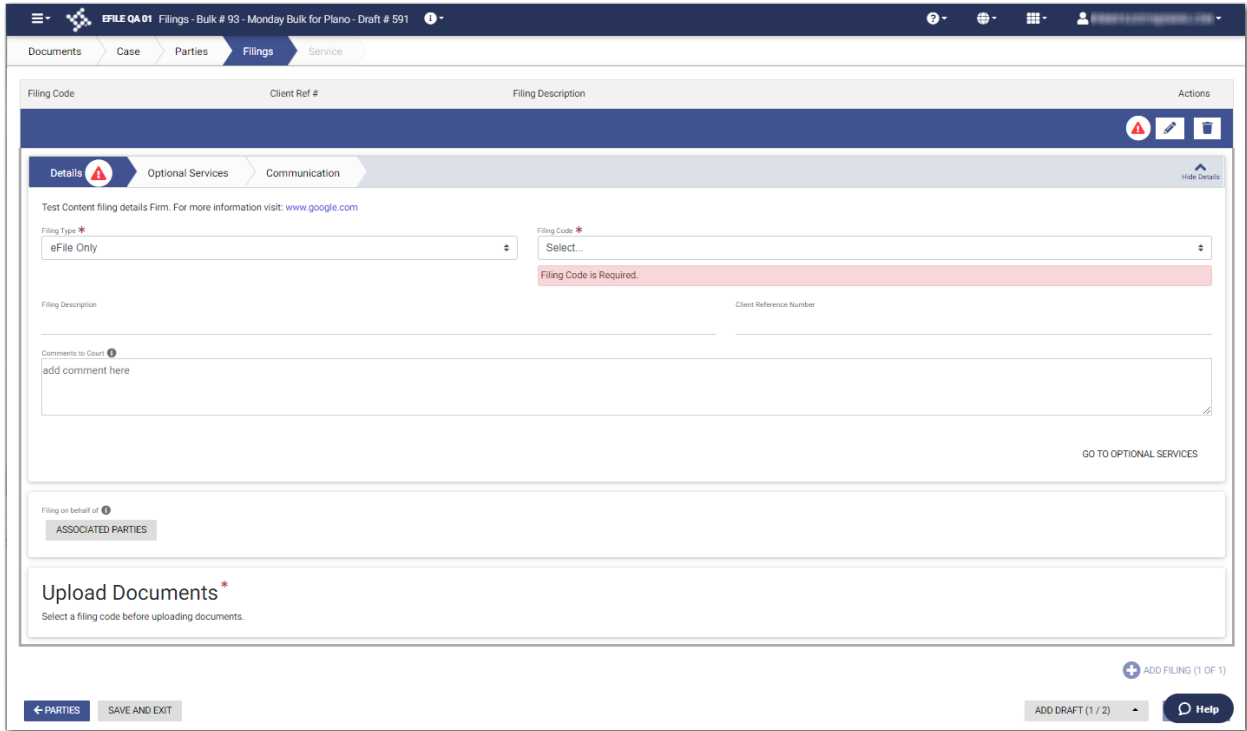 EFILE QA 01 Filings - Bulk # 93 - Monday Bulk for Plano - Draft # 591
Documents Case Parties Filings Service
Filing Code Client Ref # Filing Description Actions
Details Optional Services Communication Hide Details
Test Content filing details Firm. For more information visit: www.google.com
Filing Type * Filing Code *
eFile Only Select...
Filing Code is Required.
Filing Description Client Reference Number
Comments to Court
add comment here
GO TO OPTIONAL SERVICES
Filing on behalf of
ASSOCIATED PARTIES
Upload Documents*
Select a filing code before uploading documents.
ADD FILING (1 OF 1)
PARTIES SAVE AND EXIT ADD DRAFT (1 / 2) Help